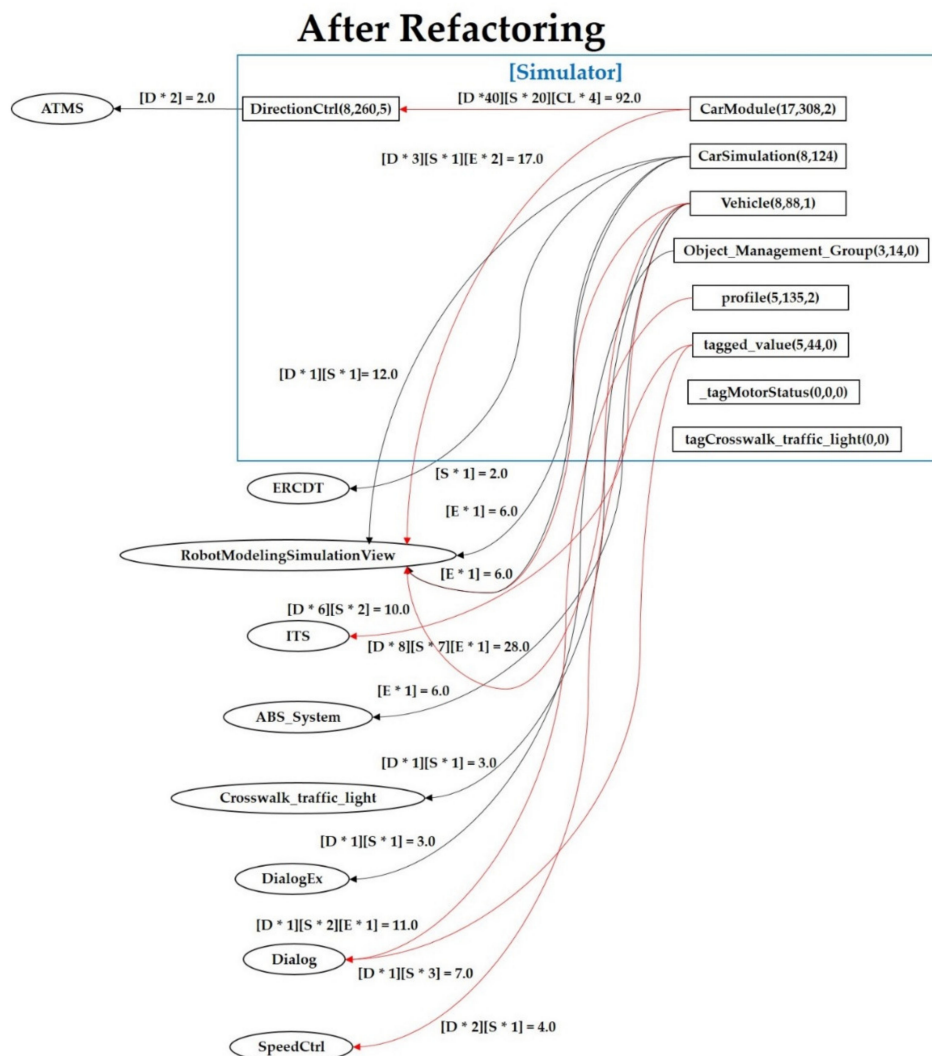 After Refactoring
[Simulator]
ATMS
[D * 2] = 2.0
DirectionCtrl(8,260,5)
[D *40][S * 20][CL * 4] = 92.0
CarModule(17,308,2)
[D * 3][S * 1][E * 2] = 17.0
CarSimulation(8,124)
Vehicle(8,88,1)
Object_Management_Group(3,14,0)
profile(5,135,2)
tagged_value(5,44,0)
[D * 1][S * 1]= 12.0
_tagMotorStatus(0,0,0)
tagCrosswalk_traffic_light(0,0)
[S * 1] = 2.0
ERCDT
[E * 1] = 6.0
RobotModelingSimulationView
[E * 1] = 6.0
[D * 6][S * 2] = 10.0
ITS
[D * 8][S * 7][E * 1] = 28.0
[E * 1] = 6.0
ABS_System
[D * 1][S * 1] = 3.0
Crosswalk_traffic_light
[D * 1][S * 1] = 3.0
DialogEx
[D * 1][S * 2][E * 1] = 11.0
Dialog
[D * 1][S * 3] = 7.0
[D * 2][S * 1] = 4.0
SpeedCtrl